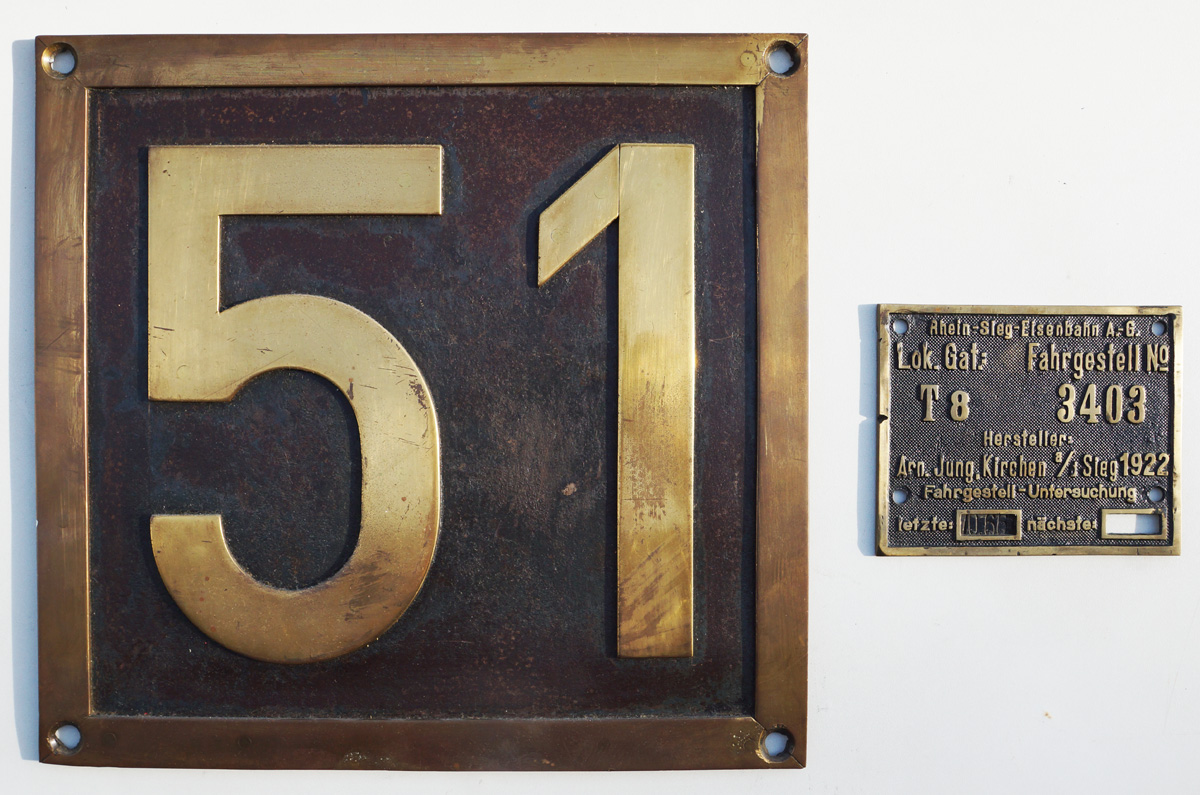 51
Rhein-Sieg-Eisenbahn A.-G.
Lok. Gat: Fahrgestell No
T 8 3403
Hersteller:
Arn. Jung, Kirchen a/d Sieg 1922
Fahrgestell-Untersuchung
letzte: nächste: